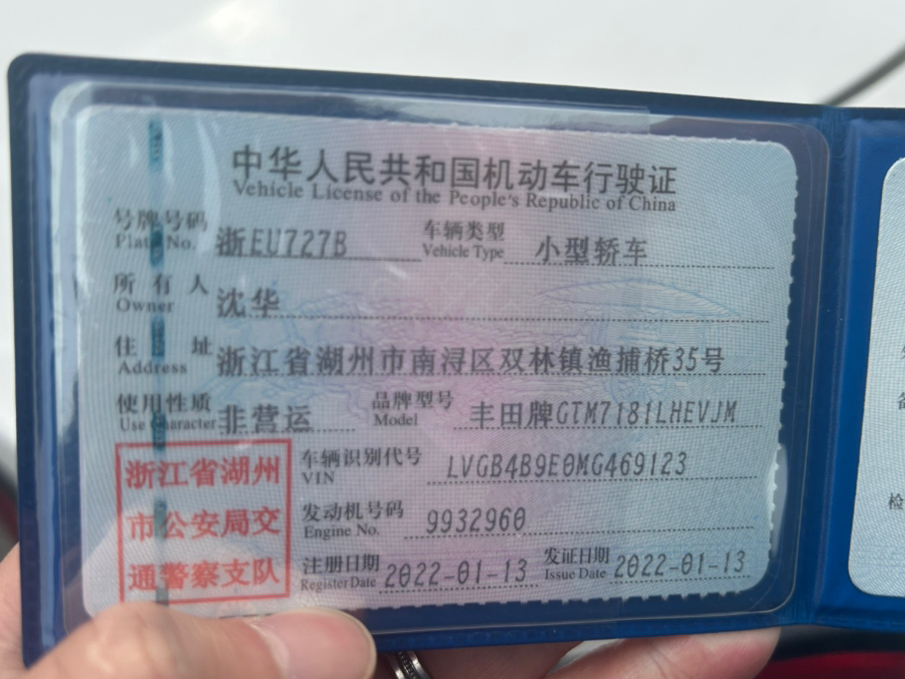 中华人民共和国机动车行驶证
Vehicle License of the People's Republic of China
号牌号码 浙EU727B 车辆类型 小型轿车
Plate No. Vehicle Type
所有人 沈华
Owner
住址 浙江省湖州市南浔区双林镇渔捕桥35号
Address
使用性质 非营运 品牌型号 丰田牌GTM7181LHEVJM
Use Character Model
浙江省湖州
市公安局交
通警察支队
车辆识别代号 LVGB4B9E0MG469123
VIN
发动机号码 9932960
Engine No.
注册日期 2022-01-13 发证日期 2022-01-13
Register Date Issue Date
检